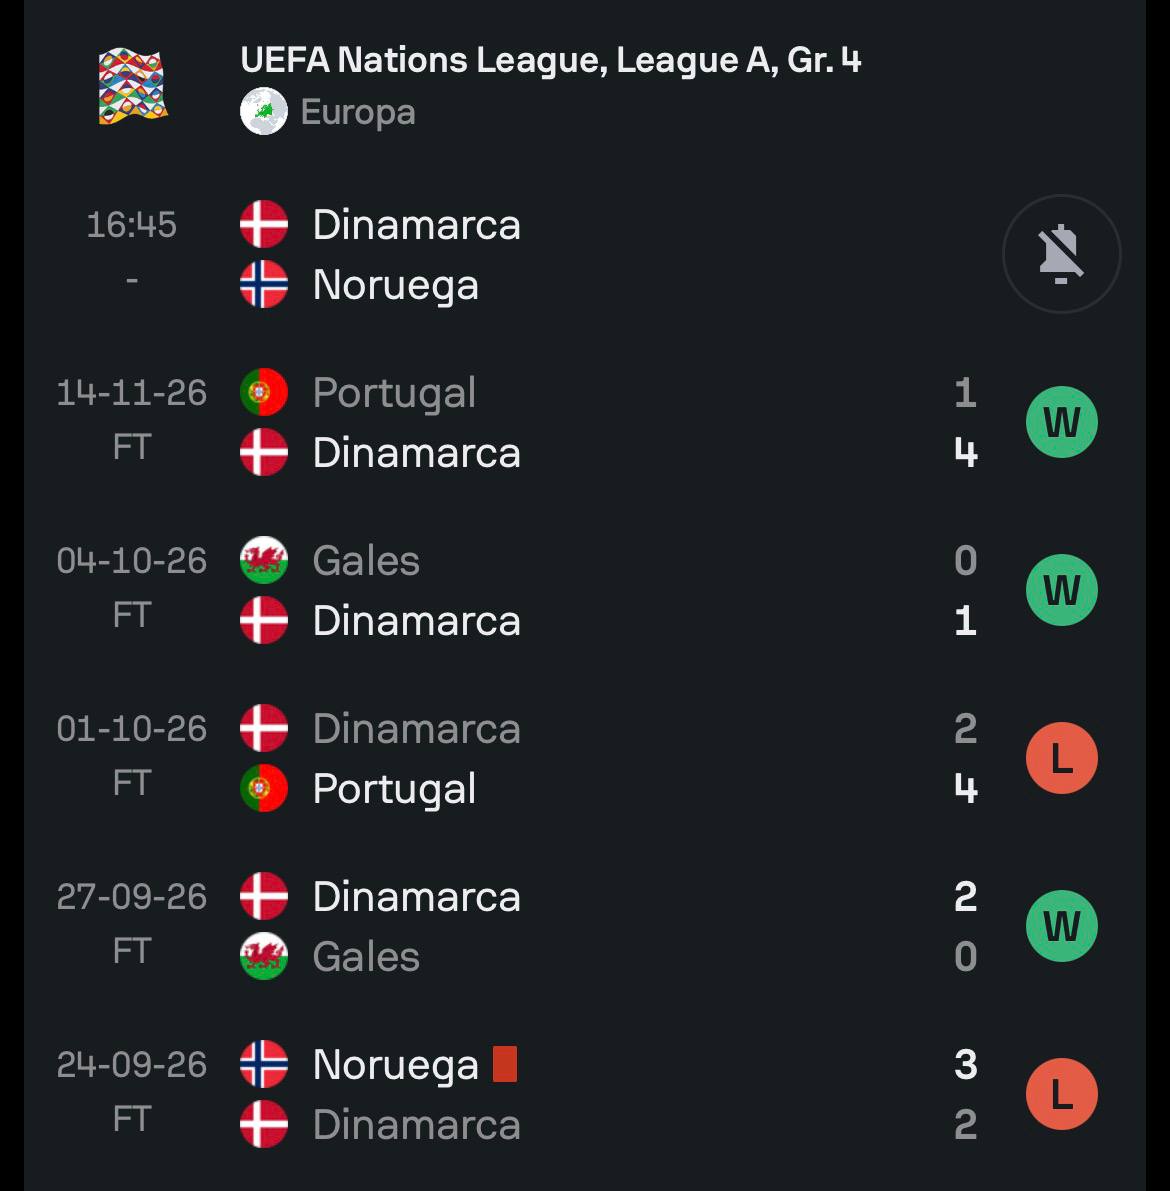 UEFA Nations League, League A, Gr. 4
Europa
16:45
-
Dinamarca
Noruega
14-11-26
FT
Portugal 1
Dinamarca 4
W
04-10-26
FT
Gales 0
Dinamarca 1
W
01-10-26
FT
Dinamarca 2
Portugal 4
L
27-09-26
FT
Dinamarca 2
Gales 0
W
24-09-26
FT
Noruega 3
Dinamarca 2
L